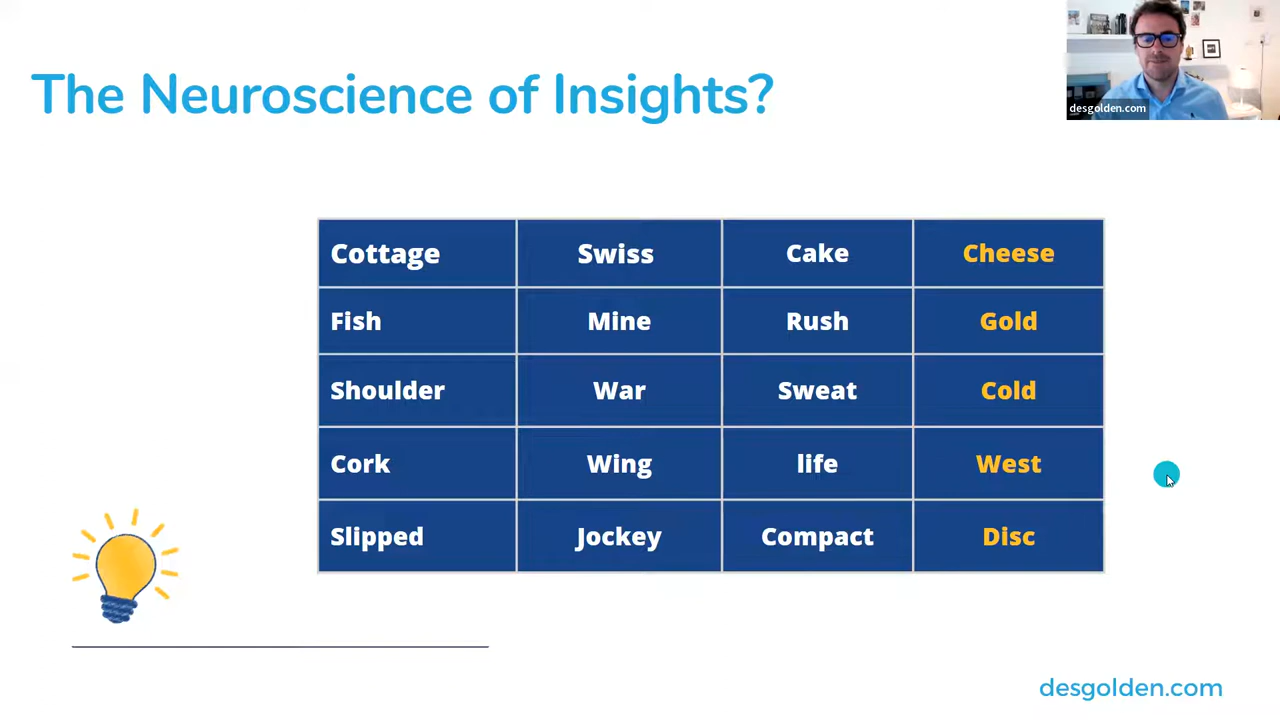 The Neuroscience of Insights?
desgolden.com
Cottage Swiss Cake Cheese
Fish Mine Rush Gold
Shoulder War Sweat Cold
Cork Wing life West
Slipped Jockey Compact Disc
desgolden.com